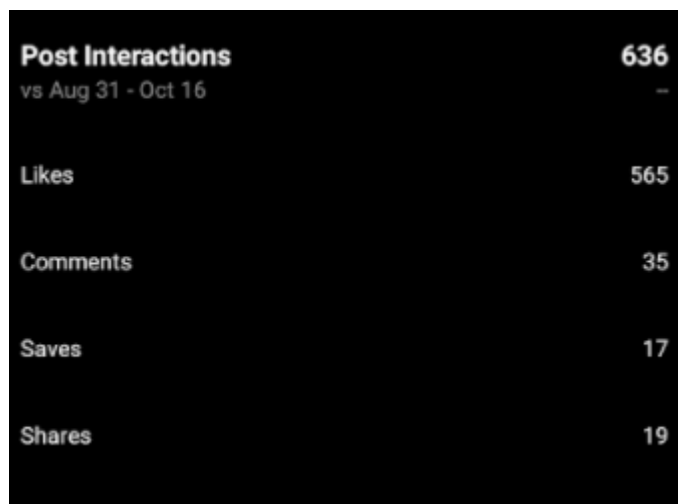 Post Interactions 636
vs Aug 31 - Oct 16 --
Likes 565
Comments 35
Saves 17
Shares 19